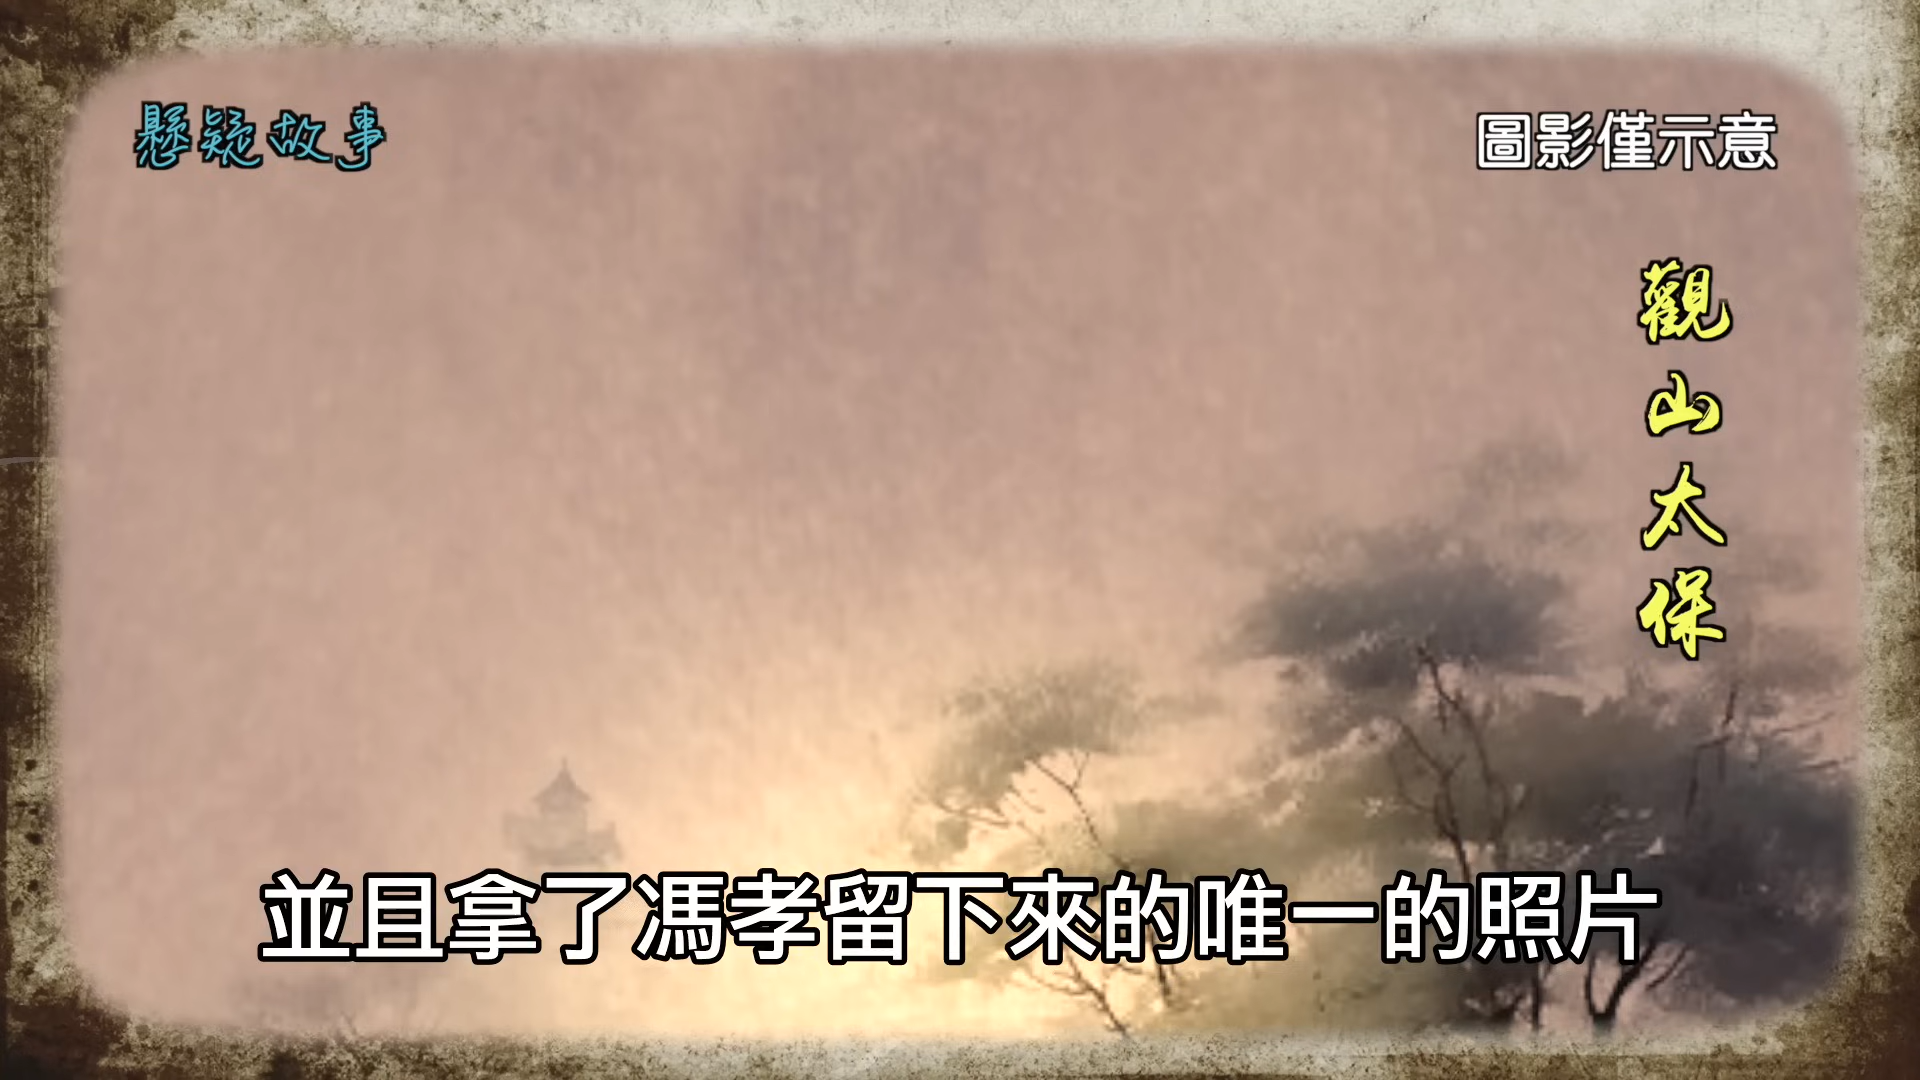 懸疑故事
圖影僅示意
觀山太保
並且拿了馮孝留下來的唯一的照片